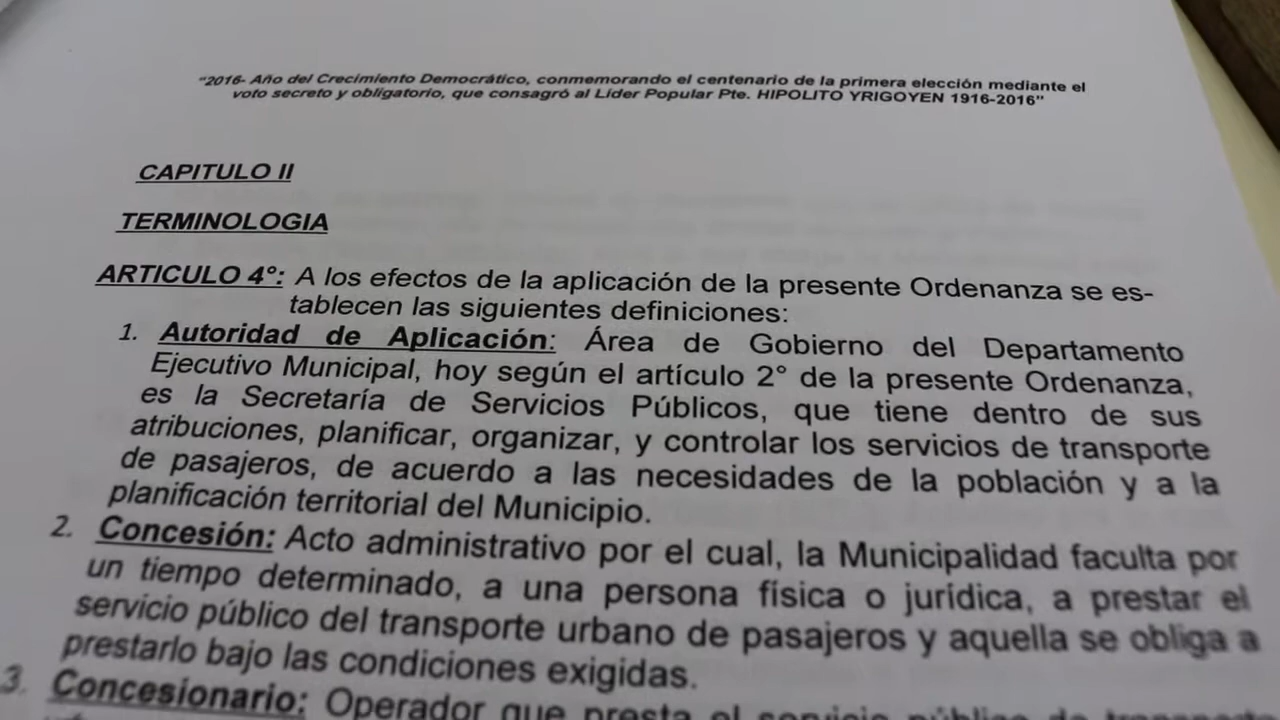 "2016- Año del Crecimiento Democrático, conmemorando el centenario de la primera elección mediante el
voto secreto y obligatorio, que consagró al Líder Popular Pte. HIPOLITO YRIGOYEN 1916-2016"
CAPITULO II
TERMINOLOGIA
ARTICULO 4°: A los efectos de la aplicación de la presente Ordenanza se es-
tablecen las siguientes definiciones:
1. Autoridad de Aplicación: Área de Gobierno del Departamento
Ejecutivo Municipal, hoy según el artículo 2° de la presente Ordenanza,
es la Secretaría de Servicios Públicos, que tiene dentro de sus
atribuciones, planificar, organizar, y controlar los servicios de transporte
de pasajeros, de acuerdo a las necesidades de la población y a la
planificación territorial del Municipio.
2. Concesión: Acto administrativo por el cual, la Municipalidad faculta por
un tiempo determinado, a una persona física o jurídica, a prestar el
servicio público del transporte urbano de pasajeros y aquella se obliga a
prestarlo bajo las condiciones exigidas.
3. Concesionario: Operador que presta el servicio público de transporte